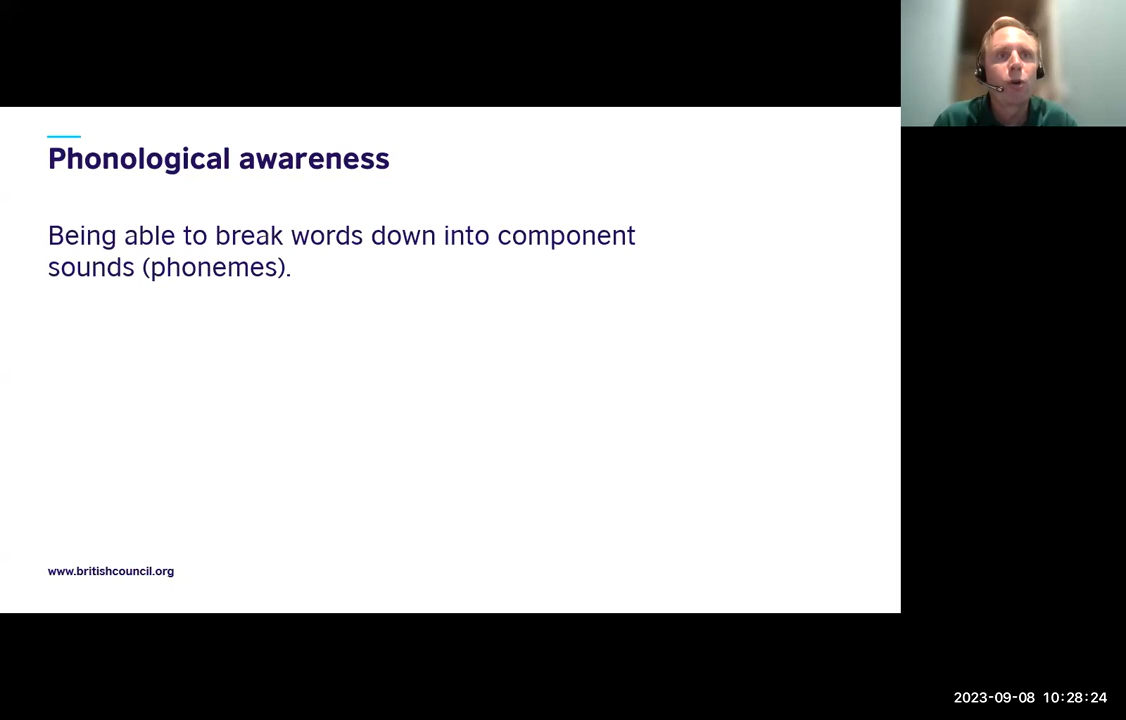 Phonological awareness
Being able to break words down into component
sounds (phonemes).
www.britishcouncil.org
2023-09-08 10:28:24